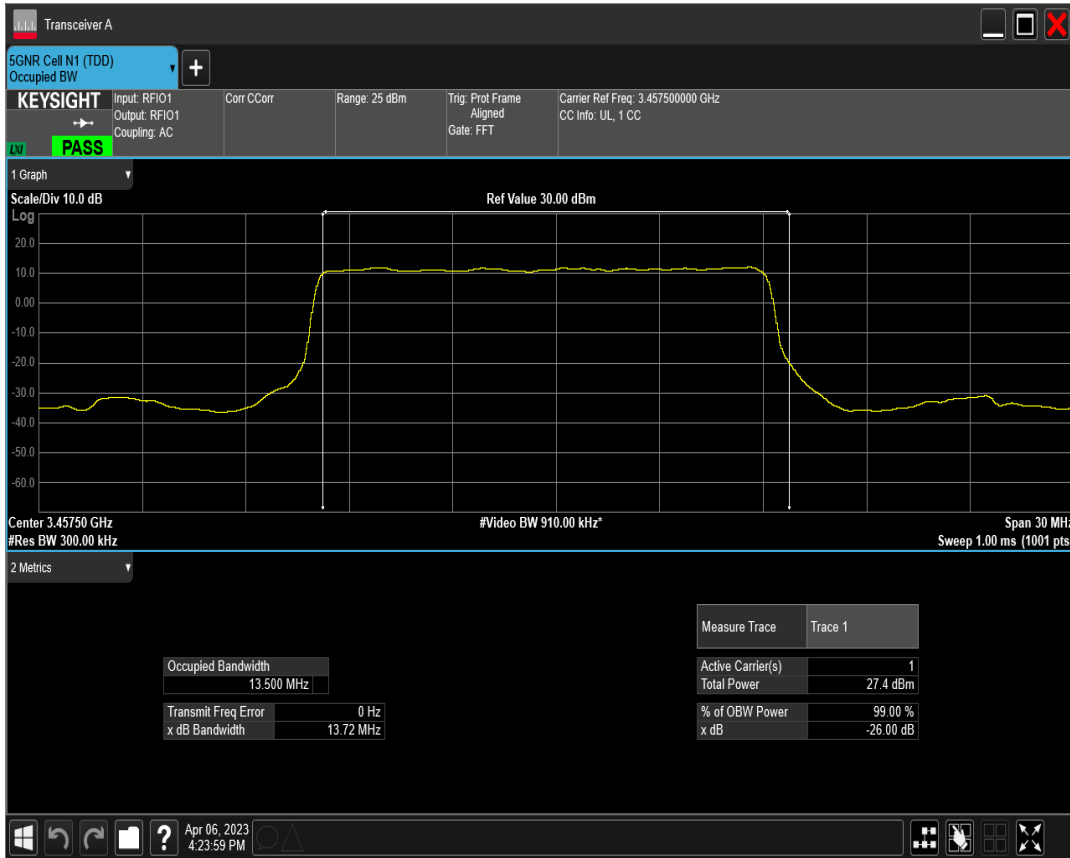 Transceiver A
5GNR Cell N1 (TDD)
Occupied BW
+
KEYSIGHT
LXI
PASS
Input: RFIO1
Output: RFIO1
Coupling: AC
Corr CCorr
Range: 25 dBm
Trig: Prot Frame
Aligned
Gate: FFT
Carrier Ref Freq: 3.457500000 GHz
CC Info: UL, 1 CC
1 Graph
Scale/Div 10.0 dB
Ref Value 30.00 dBm
Log
20.0
10.0
0.00
-10.0
-20.0
-30.0
-40.0
-50.0
-60.0
Center 3.45750 GHz
#Video BW 910.00 kHz*
Span 30 MHz
#Res BW 300.00 kHz
Sweep 1.00 ms (1001 pts
2 Metrics
Measure Trace Trace 1
Occupied Bandwidth
13.500 MHz
Active Carrier(s) 1
Total Power 27.4 dBm
Transmit Freq Error 0 Hz
x dB Bandwidth 13.72 MHz
% of OBW Power 99.00 %
x dB -26.00 dB
?
Apr 06, 2023
4:23:59 PM